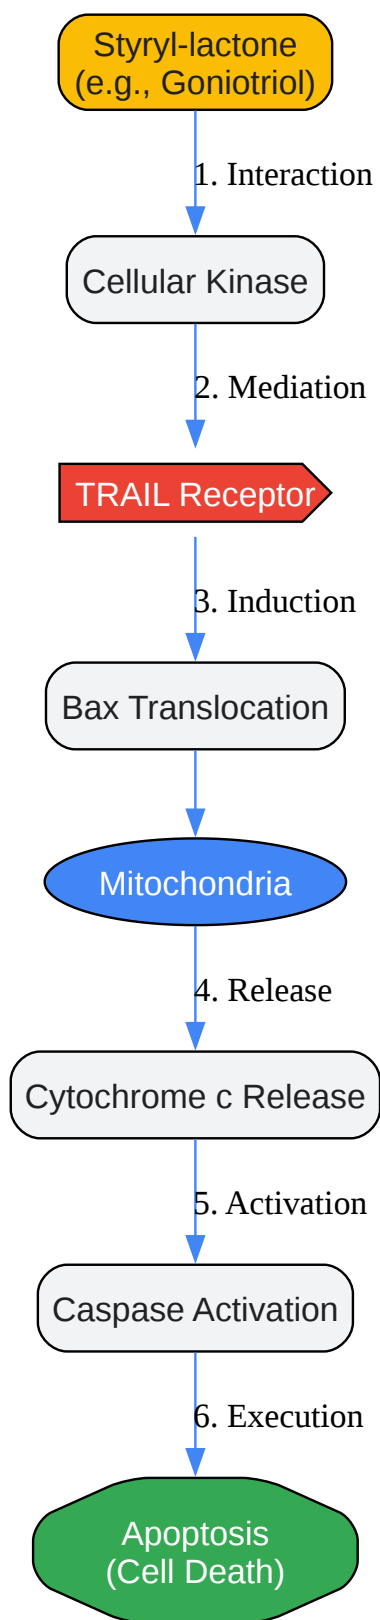 Styryl-lactone
(e.g., Goniotriol)
1. Interaction
Cellular Kinase
2. Mediation
TRAIL Receptor
3. Induction
Bax Translocation
Mitochondria
4. Release
Cytochrome c Release
5. Activation
Caspase Activation
6. Execution
Apoptosis
(Cell Death)